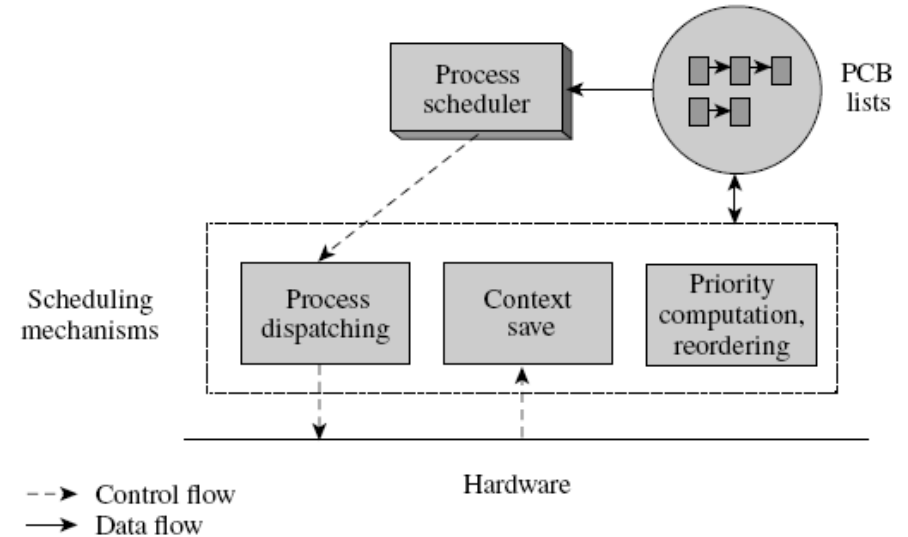 Process
scheduler
PCB
lists
Scheduling
mechanisms
Process
dispatching
Context
save
Priority
computation,
reordering
Hardware
Control flow
Data flow